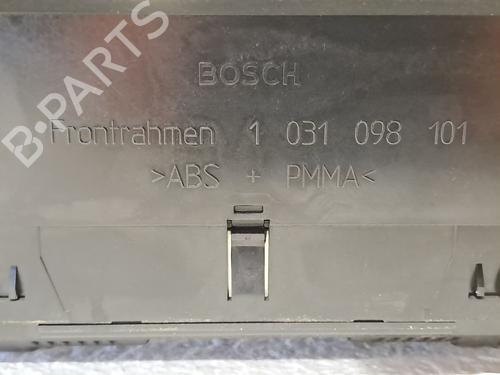 BOSCH
Frontrahmen 1 031 098 101
>ABS + PMMA<
B-PARTS